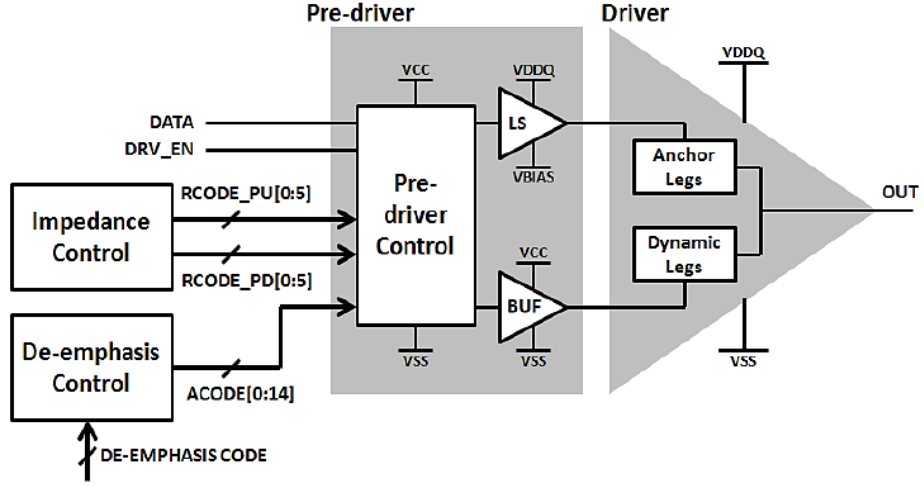 Pre-driver
Driver
VCC
VDDQ
VDDQ
DATA
DRV_EN
LS
VBIAS
Anchor
Legs
Impedance
Control
RCODE_PU[0:5]
RCODE_PD[0:5]
Pre-
driver
Control
OUT
Dynamic
Legs
VCC
BUF
VSS
VSS
VSS
De-emphasis
Control
ACODE[0:14]
DE-EMPHASIS CODE